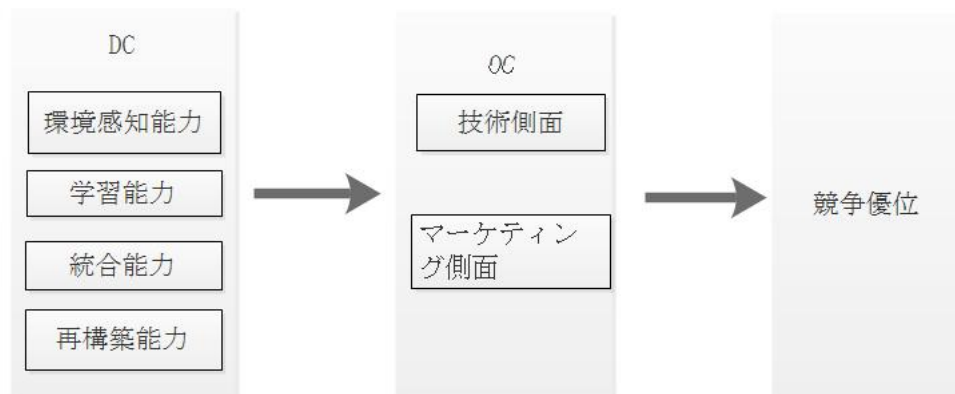 DC
環境感知能力
学習能力
統合能力
再構築能力
OC
技術側面
マーケティン
グ側面
競争優位